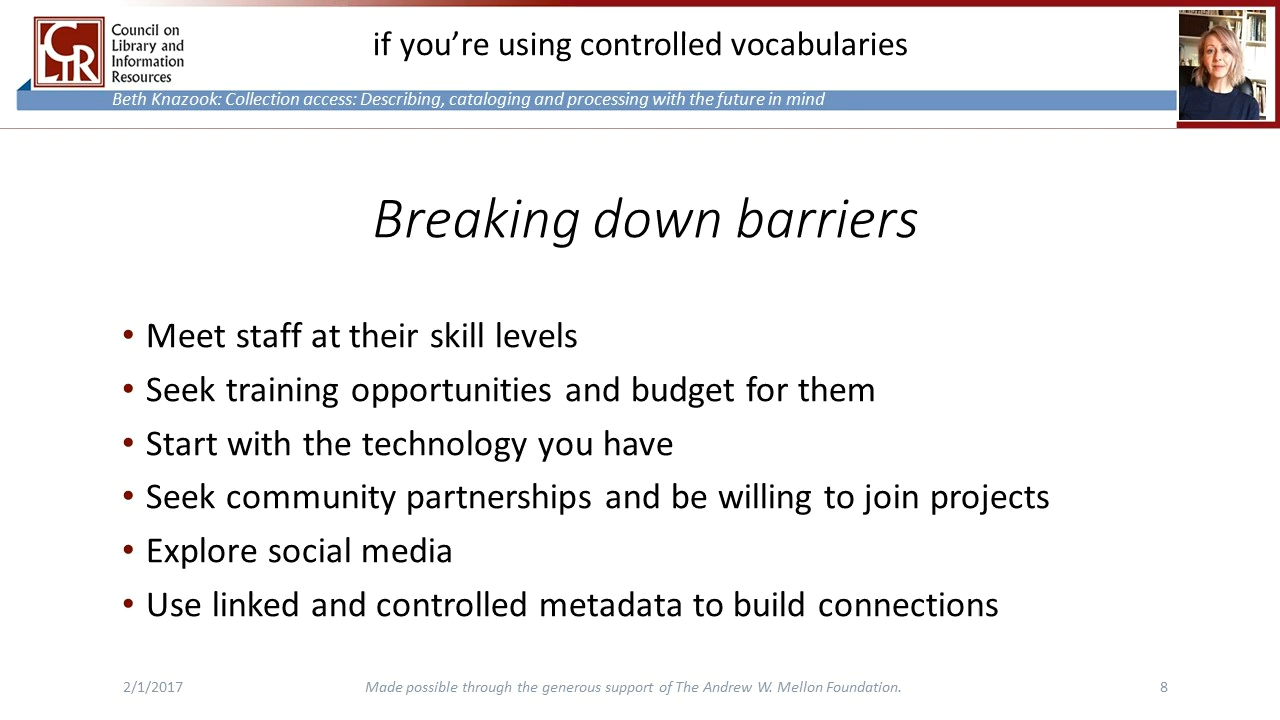 CLIR
Council on
Library and
Information
Resources
if you’re using controlled vocabularies
Beth Knazook: Collection access: Describing, cataloging and processing with the future in mind
Breaking down barriers
• Meet staff at their skill levels
• Seek training opportunities and budget for them
• Start with the technology you have
• Seek community partnerships and be willing to join projects
• Explore social media
• Use linked and controlled metadata to build connections
2/1/2017
Made possible through the generous support of The Andrew W. Mellon Foundation.
8